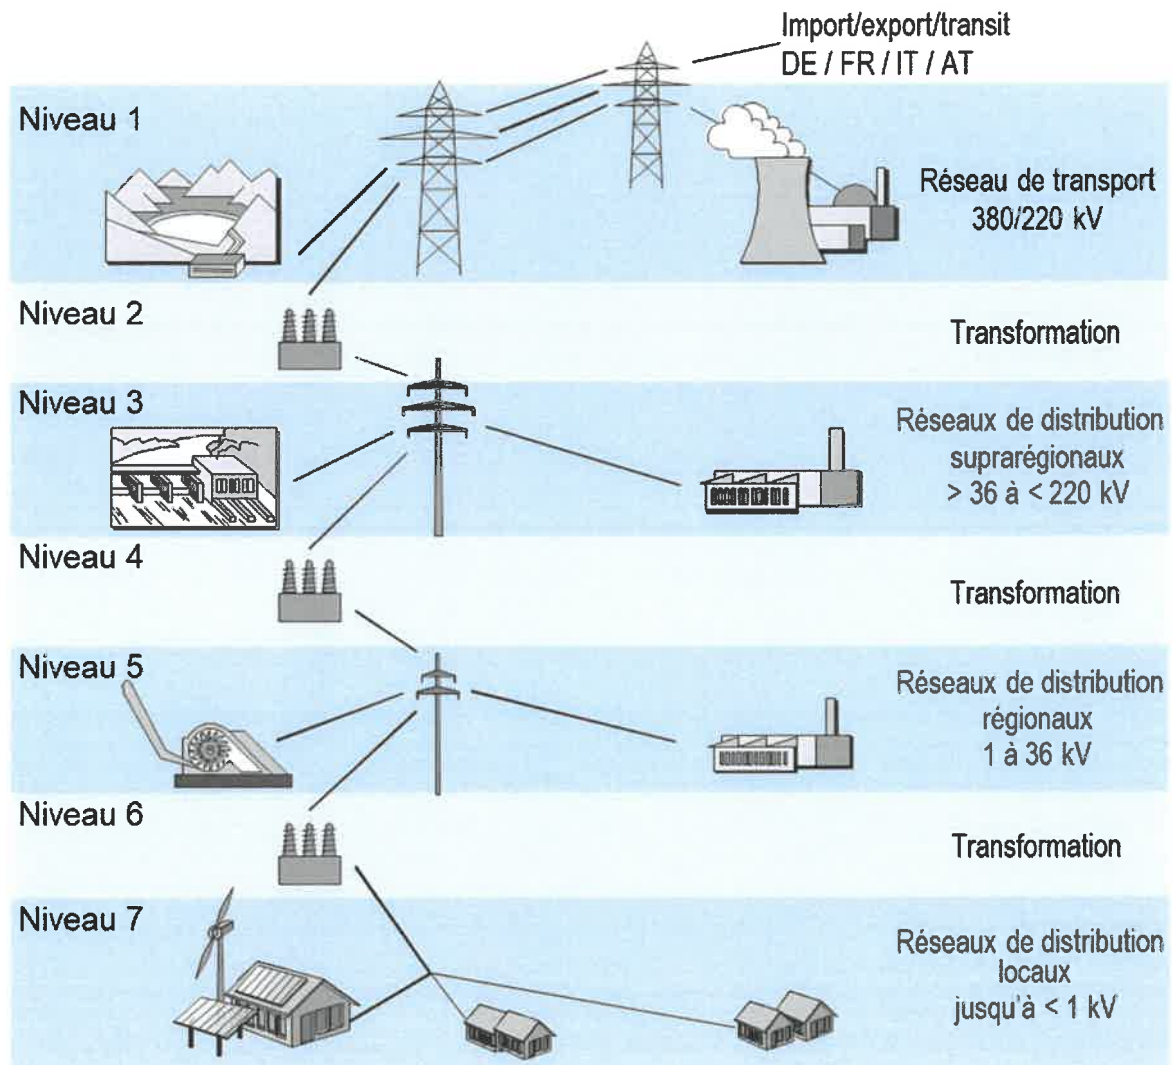 Import/export/transit
DE / FR / IT / AT
Niveau 1
Réseau de transport
380/220 kV
Niveau 2
Transformation
Niveau 3
Réseaux de distribution
suprarégionaux
> 36 à < 220 kV
Niveau 4
Transformation
Niveau 5
Réseaux de distribution
régionaux
1 à 36 kV
Niveau 6
Transformation
Niveau 7
Réseaux de distribution
locaux
jusqu'à < 1 kV